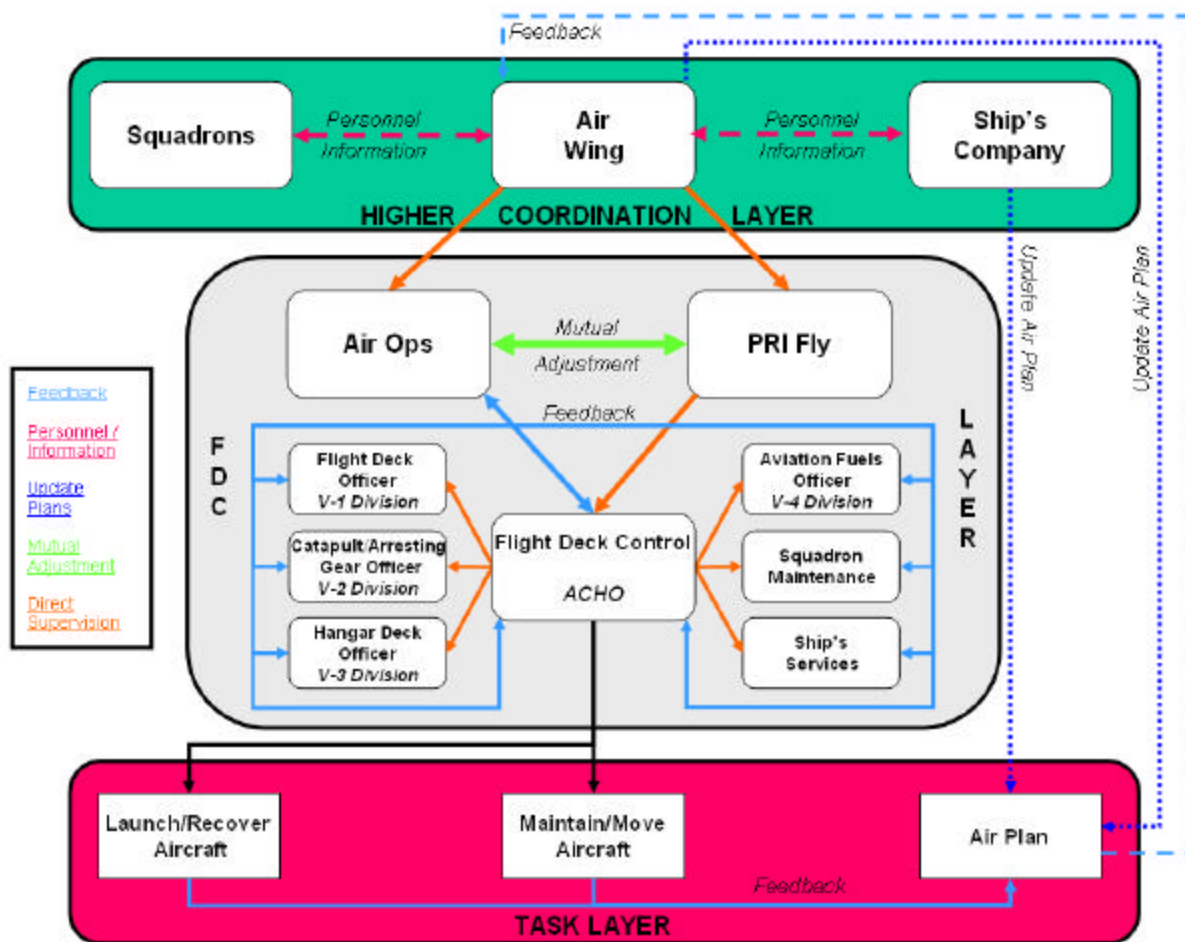 Feedback
Squadrons
Personnel
Information
Air
Wing
Personnel
Information
Ship's
Company
HIGHER COORDINATION LAYER
Update Air Plan
Update Air Plan
Air Ops
Mutual
Adjustment
PRI Fly
Feedback
Feedback
Personnel /
Information
Update
Plans
Mutual
Adjustment
Direct
Supervision
FDC
LAYER
Flight Deck
Officer
V-1 Division
Catapult/Arresting
Gear Officer
V-2 Division
Hangar Deck
Officer
V-3 Division
Flight Deck Control
ACHO
Aviation Fuels
Officer
V-4 Division
Squadron
Maintenance
Ship's
Services
Launch/Recover
Aircraft
Maintain/Move
Aircraft
Air Plan
Feedback
TASK LAYER